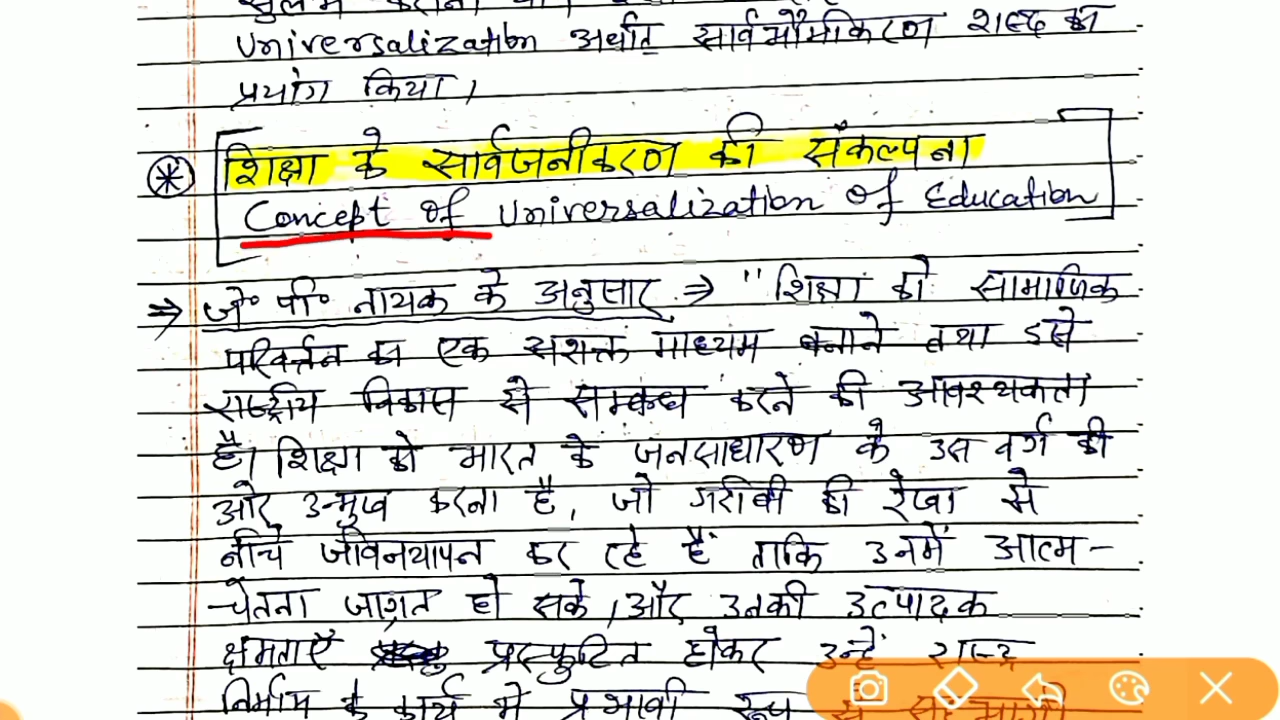 Universalization अर्थात् सार्वभौमीकरण शब्द का
प्रयोग किया।
शिक्षा के सार्वजनीकरण की संकल्पना
Concept of Universalization of Education
⇒ जे० पी० नायक के अनुसार ⇒ "शिक्षा को सामाजिक
परिवर्तन का एक सशक्त माध्यम बनाने तथा इसे
राष्ट्रीय विकास से सम्बन्ध करने की आवश्यकता
है। शिक्षा को भारत के जनसाधारण के उस वर्ग की
ओर उन्मुख करना है, जो गरीबी की रेखा से
नीचे जीवनयापन कर रहे हैं ताकि उनमें आत्म-
चेतना जाग्रत हो सके, और उनकी उत्पादक
क्षमताएँ प्रस्फुटित होकर उन्हें राष्ट्र
निर्माण के कार्य में प्रभावी रूप से